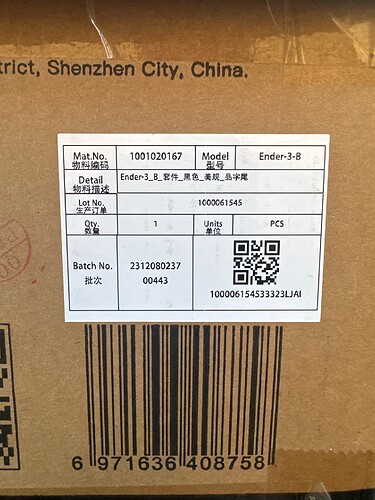 trict, Shenzhen City, China.
Mat.No. 1001020167 Model Ender-3-B
物料编码 型号
Detail Ender-3_B_套件_黑色_美规_品字尾
物料描述
Lot No. 1000061545
生产订单
Qty. 1 Units PCS
数量 单位
Batch No. 2312080237
批次 00443
100006154533323LJAI
6 971636 408758